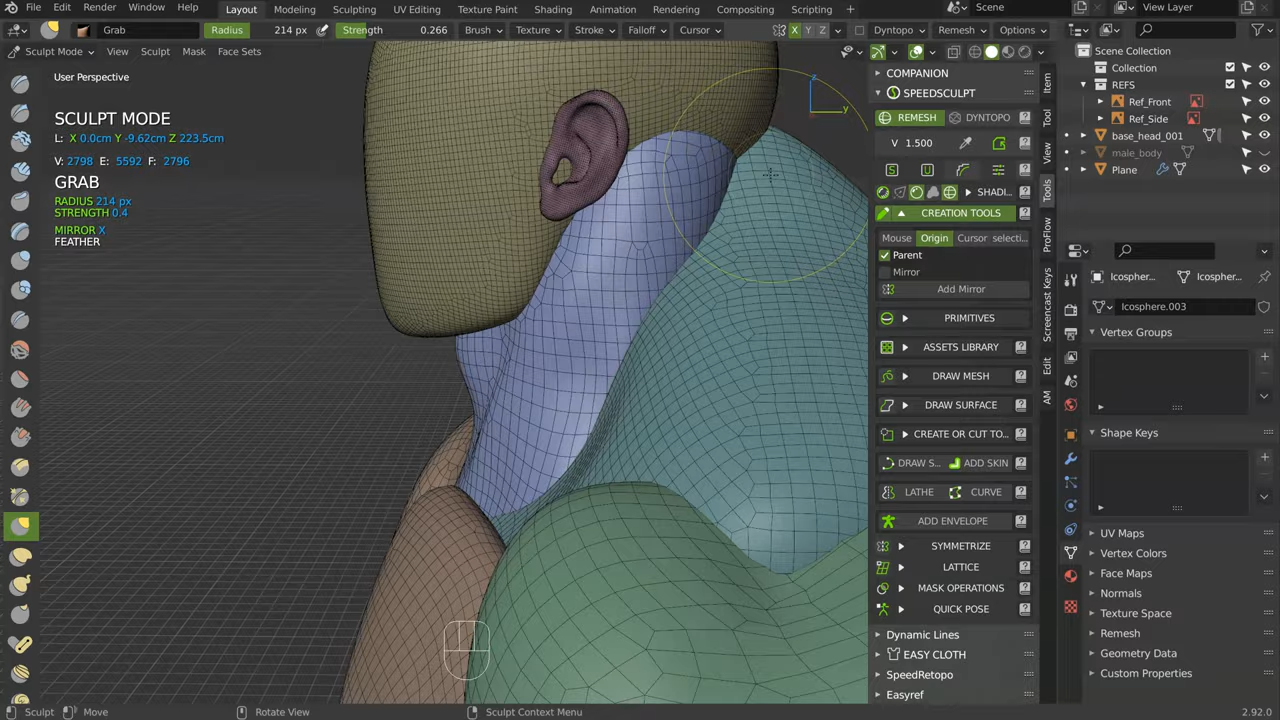 File Edit Render Window Help Layout Modeling Sculpting UV Editing Texture Paint Shading Animation Rendering Compositing Scripting + Scene View Layer
Grab Radius 214 px Strength 0.266 Brush Texture Stroke Falloff Cursor X Y Z Dyntopo Remesh Options
Sculpt Mode View Sculpt Mask Face Sets
User Perspective
SCULPT MODE
L: X 0.0cm Y -9.62cm Z 223.5cm
V: 2798 E: 5592 F: 2796
GRAB
RADIUS 214 px
STRENGTH 0.4
MIRROR X
FEATHER
z
y
COMPANION
SPEEDSCULPT
REMESH DYNTOPO
V 1.500
S U
SHADI...
CREATION TOOLS
Mouse Origin Cursor selecti...
Parent
Mirror
Add Mirror
PRIMITIVES
ASSETS LIBRARY
DRAW MESH
DRAW SURFACE
CREATE OR CUT TO...
DRAW S... ADD SKIN
LATHE CURVE
ADD ENVELOPE
SYMMETRIZE
LATTICE
MASK OPERATIONS
QUICK POSE
Dynamic Lines
EASY CLOTH
SpeedRetopo
Easyref
Item
Tool
View
Tools
ProFlow
Screencast Keys
Edit
AM
Scene Collection
Collection
REFS
Ref_Front
Ref_Side
base_head_001
male_body
Plane
Icospher... Icospher...
Icosphere.003
Vertex Groups
Shape Keys
UV Maps
Vertex Colors
Face Maps
Normals
Texture Space
Remesh
Geometry Data
Custom Properties
Sculpt Move Rotate View Sculpt Context Menu 2.92.0